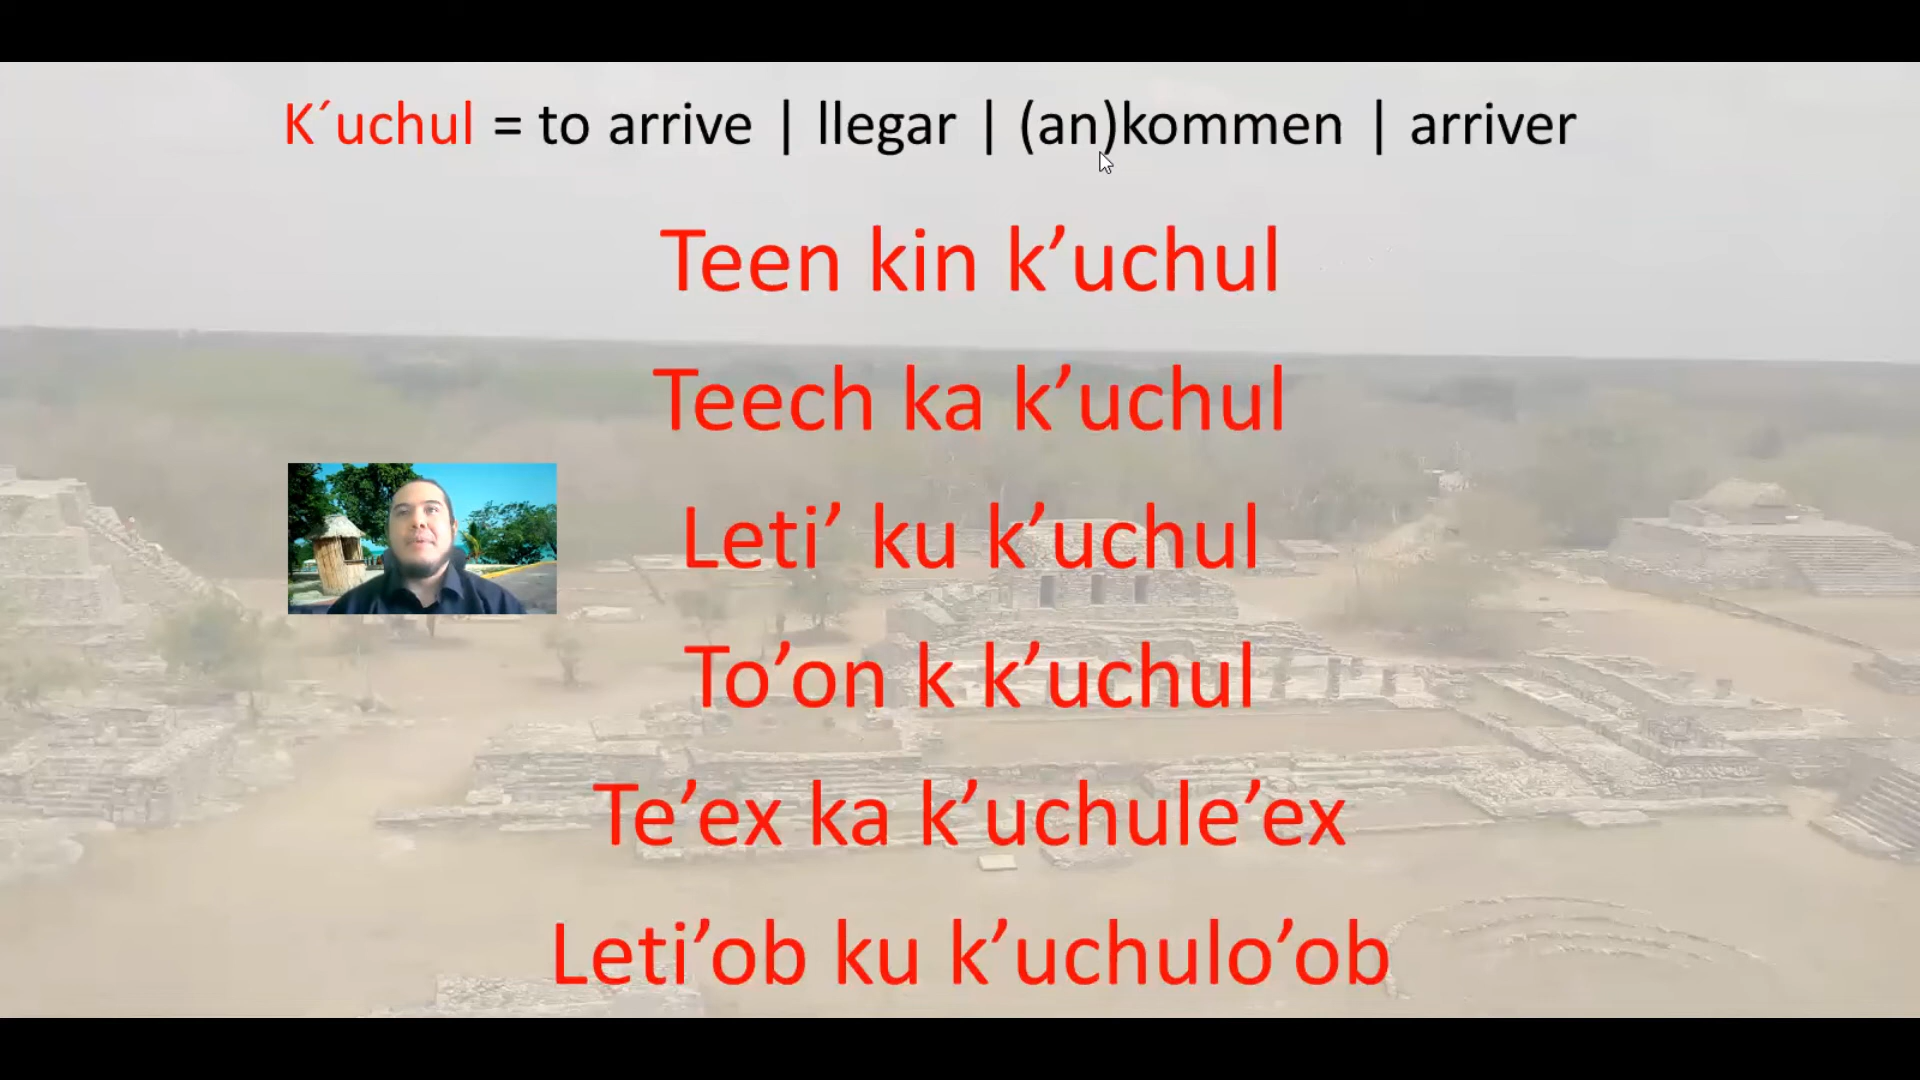 K´uchul = to arrive | llegar | (an)kommen | arriver
Teen kin k’uchul
Teech ka k’uchul
Leti’ ku k’uchul
To’on k k’uchul
Te’ex ka k’uchule’ex
Leti’ob ku k’uchulo’ob